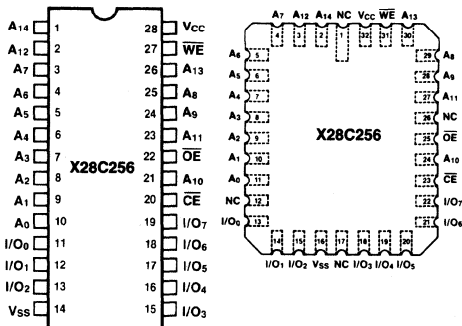 A14 1 28 VCC
A12 2 27 W̅E̅
A7 3 26 A13
A6 4 25 A8
A5 5 24 A9
A4 6 23 A11
A3 7 22 O̅E̅
X28C256
A2 8 21 A10
A1 9 20 C̅E̅
A0 10 19 I/O7
I/O0 11 18 I/O6
I/O1 12 17 I/O5
I/O2 13 16 I/O4
VSS 14 15 I/O3
A7 A12 A14 NC VCC W̅E̅ A13
4 3 2 1 32 31 30
A6 5 29 A8
A5 6 28 A9
A4 7 27 A11
A3 8 26 NC
X28C256
A2 9 25 O̅E̅
A1 10 24 A10
A0 11 23 C̅E̅
NC 12 22 I/O7
I/O0 13 21 I/O6
14 15 16 17 18 19 20
I/O1 I/O2 VSS NC I/O3 I/O4 I/O5